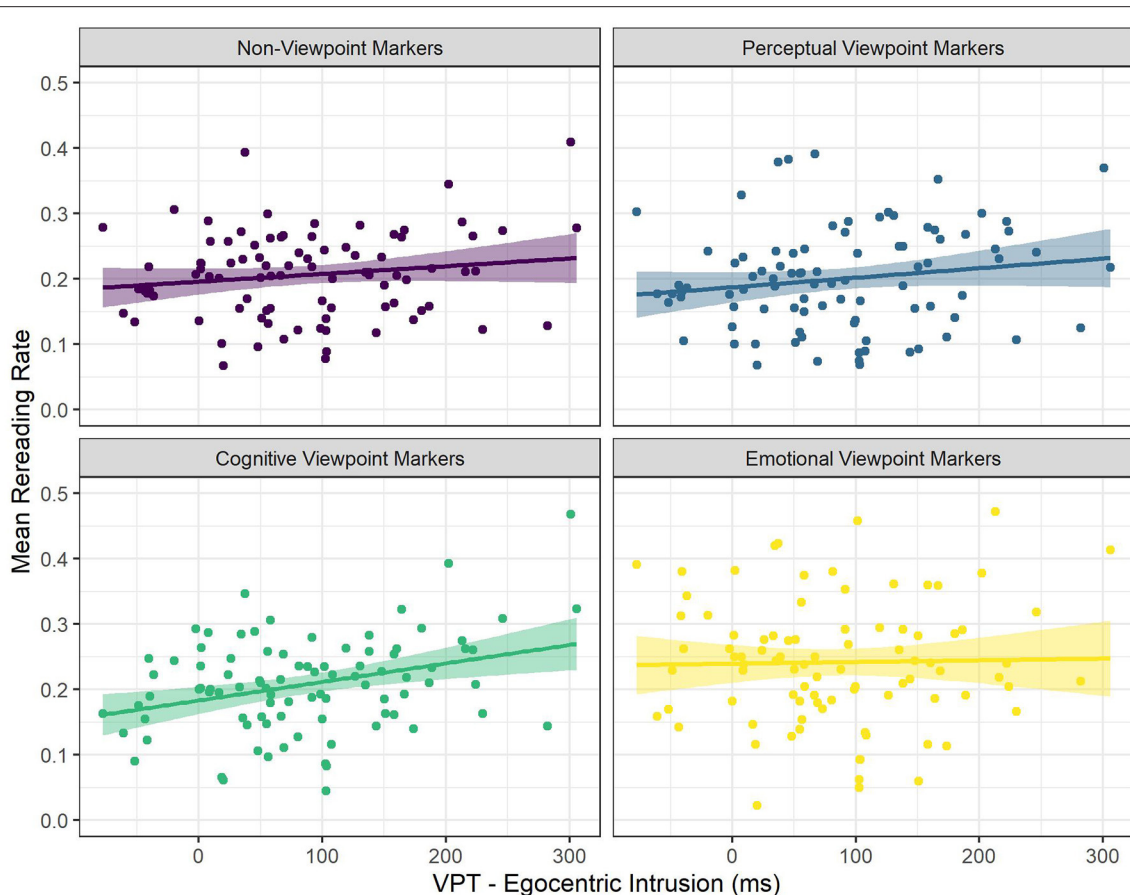 Non-Viewpoint Markers
Perceptual Viewpoint Markers
0.5
0.4
0.3
0.2
0.1
0.0
Cognitive Viewpoint Markers
Emotional Viewpoint Markers
0.5
0.4
0.3
0.2
0.1
0.0
Mean Rereading Rate
0 100 200 300 0 100 200 300
VPT - Egocentric Intrusion (ms)